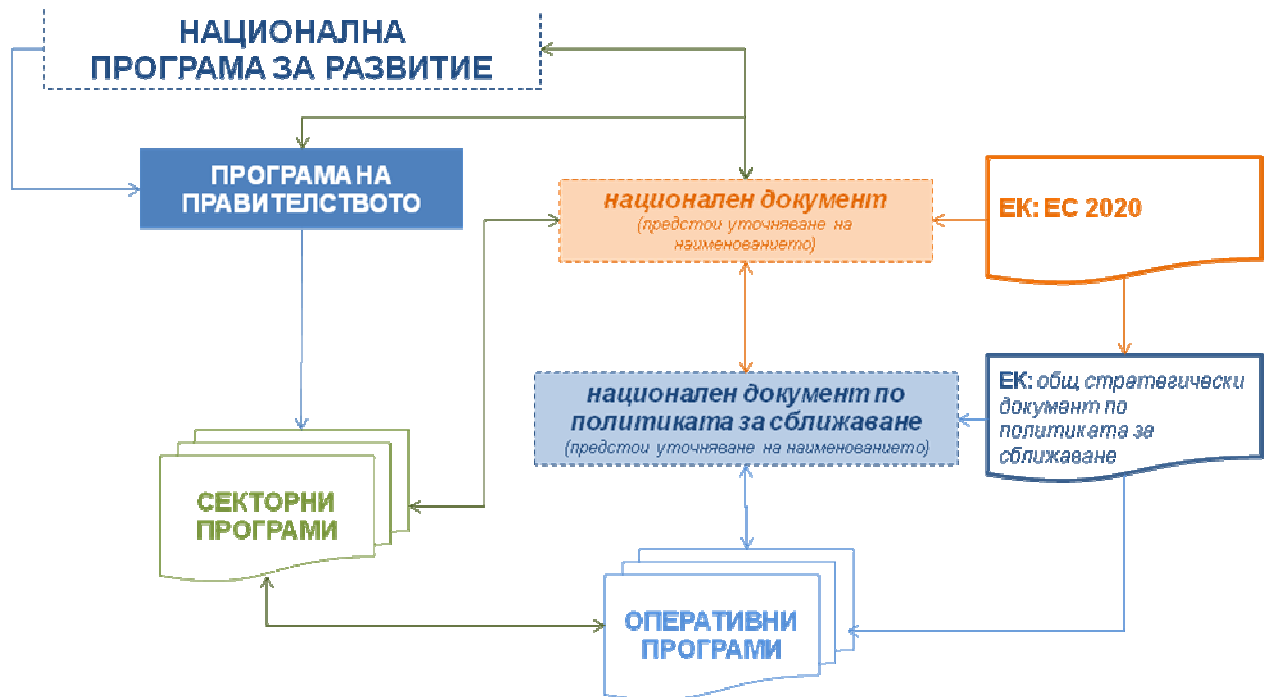 НАЦИОНАЛНА
ПРОГРАМА ЗА РАЗВИТИЕ
ПРОГРАМА НА
ПРАВИТЕЛСТВОТО
национален документ
(предстои уточняване на
наименованието)
ЕК: ЕС 2020
национален документ по
политиката за сближаване
(предстои уточняване на наименованието)
ЕК: общ стратегически
документ по
политиката за
сближаване
СЕКТОРНИ
ПРОГРАМИ
ОПЕРАТИВНИ
ПРОГРАМИ